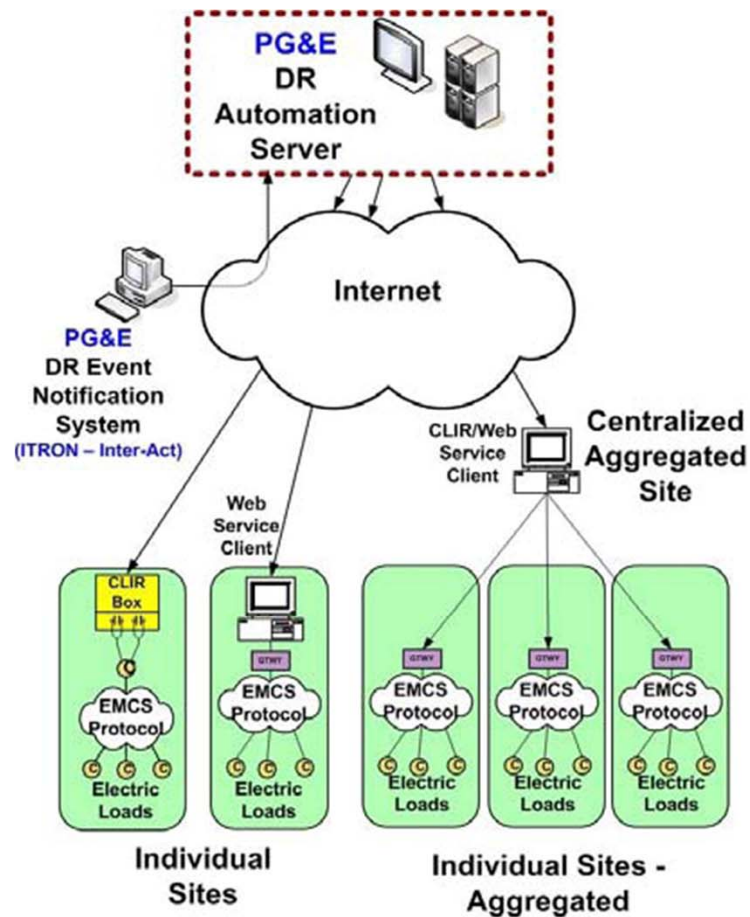 PG&E
DR
Automation
Server
Internet
PG&E
DR Event
Notification
System
(ITRON – Inter-Act)
CLIR/Web
Service
Client
Centralized
Aggregated
Site
Web
Service
Client
CLIR
Box
EMCS
Protocol
C
C
C
Electric
Loads
GTWY
EMCS
Protocol
C
C
C
Electric
Loads
GTWY
EMCS
Protocol
C
C
C
Electric
Loads
GTWY
EMCS
Protocol
C
C
C
Electric
Loads
GTWY
EMCS
Protocol
C
C
C
Electric
Loads
Individual
Sites
Individual Sites -
Aggregated